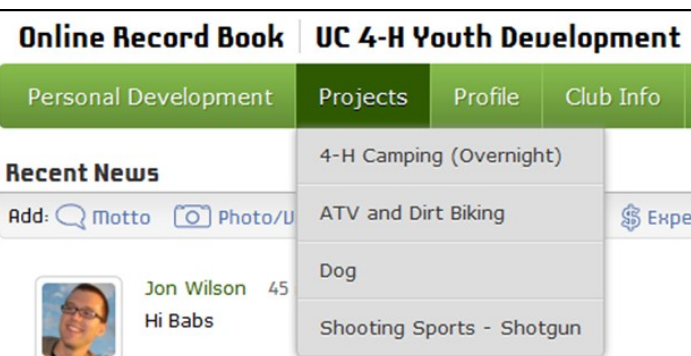 Online Record Book UC 4-H Youth Development
Personal Development Projects Profile Club Info
4-H Camping (Overnight)
ATV and Dirt Biking
Dog
Shooting Sports - Shotgun
Recent News
Add: Motto Photo/V $ Expe
Jon Wilson 45
Hi Babs